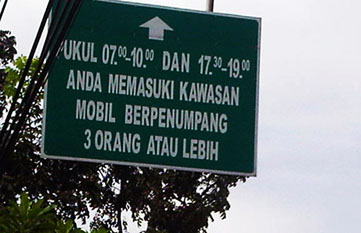 PUKUL 07.00-10.00 DAN 17.30-19.00
ANDA MEMASUKI KAWASAN
MOBIL BERPENUMPANG
3 ORANG ATAU LEBIH